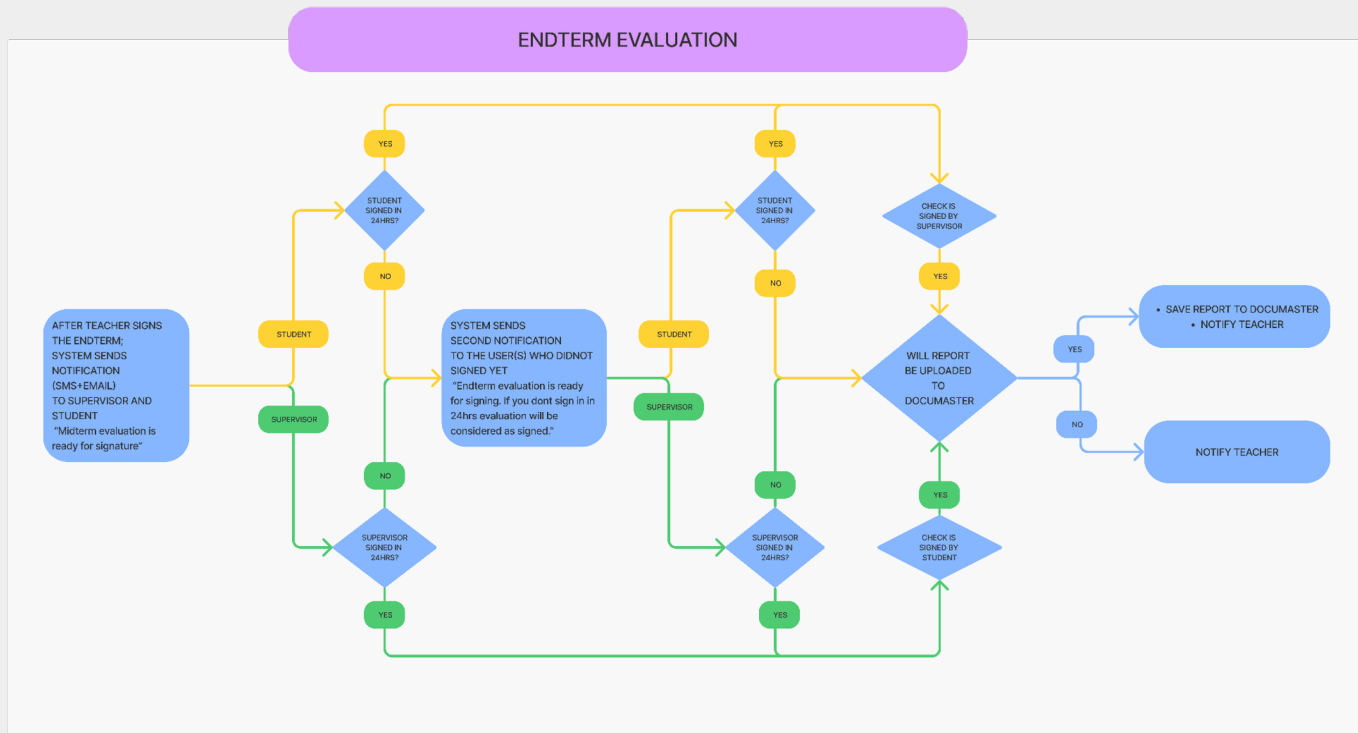 ENDTERM EVALUATION
YES
YES
STUDENT
SIGNED IN
24HRS?
STUDENT
SIGNED IN
24HRS?
CHECK IS
SIGNED BY
SUPERVISOR
NO
NO
YES
AFTER TEACHER SIGNS
THE ENDTERM;
SYSTEM SENDS
NOTIFICATION
(SMS+EMAIL)
TO SUPERVISOR AND
STUDENT
"Midterm evaluation is
ready for signature"
STUDENT
SUPERVISOR
SYSTEM SENDS
SECOND NOTIFICATION
TO THE USER(S) WHO DIDNOT
SIGNED YET
"Endterm evaluation is ready
for signing. If you dont sign in in
24hrs evaluation will be
considered as signed."
STUDENT
SUPERVISOR
WILL REPORT
BE UPLOADED
TO
DOCUMASTER
YES
• SAVE REPORT TO DOCUMASTER
• NOTIFY TEACHER
NO
NOTIFY TEACHER
NO
NO
YES
SUPERVISOR
SIGNED IN
24HRS?
SUPERVISOR
SIGNED IN
24HRS?
CHECK IS
SIGNED BY
STUDENT
YES
YES